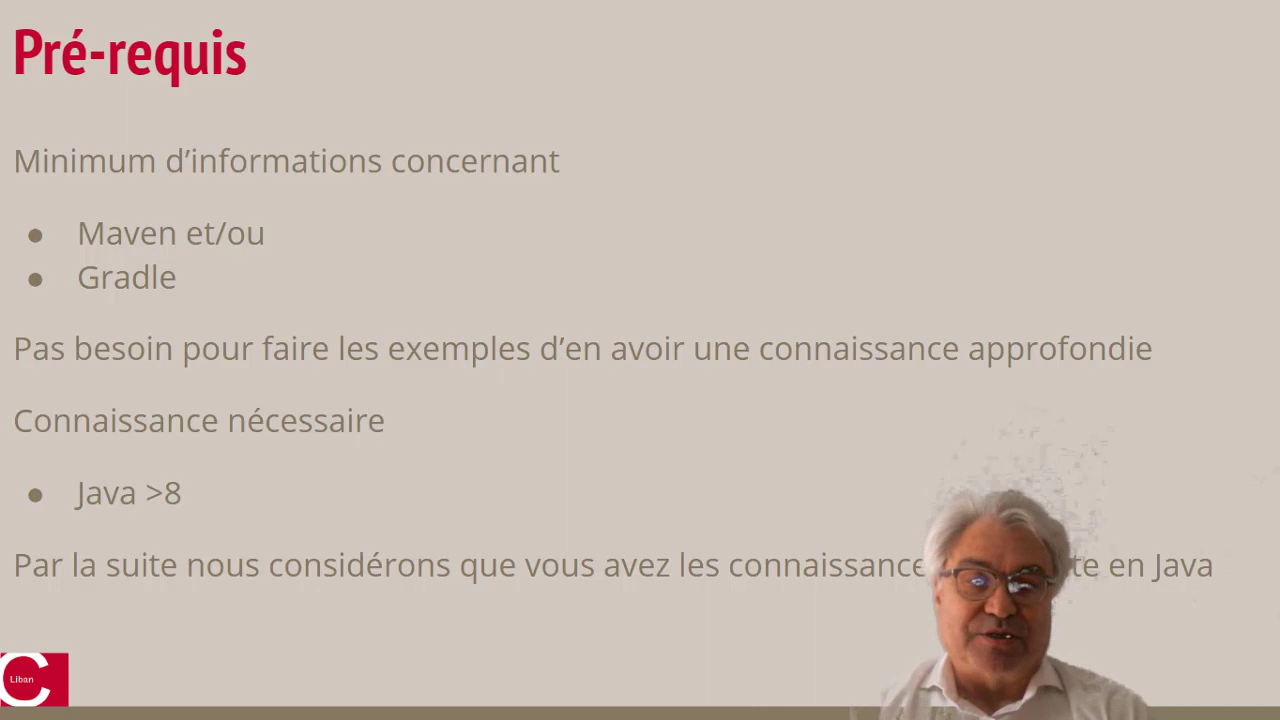 Pré-requis
Minimum d’informations concernant
● Maven et/ou
● Gradle
Pas besoin pour faire les exemples d’en avoir une connaissance approfondie
Connaissance nécessaire
● Java >8
Par la suite nous considérons que vous avez les connaissance en Java
Liban